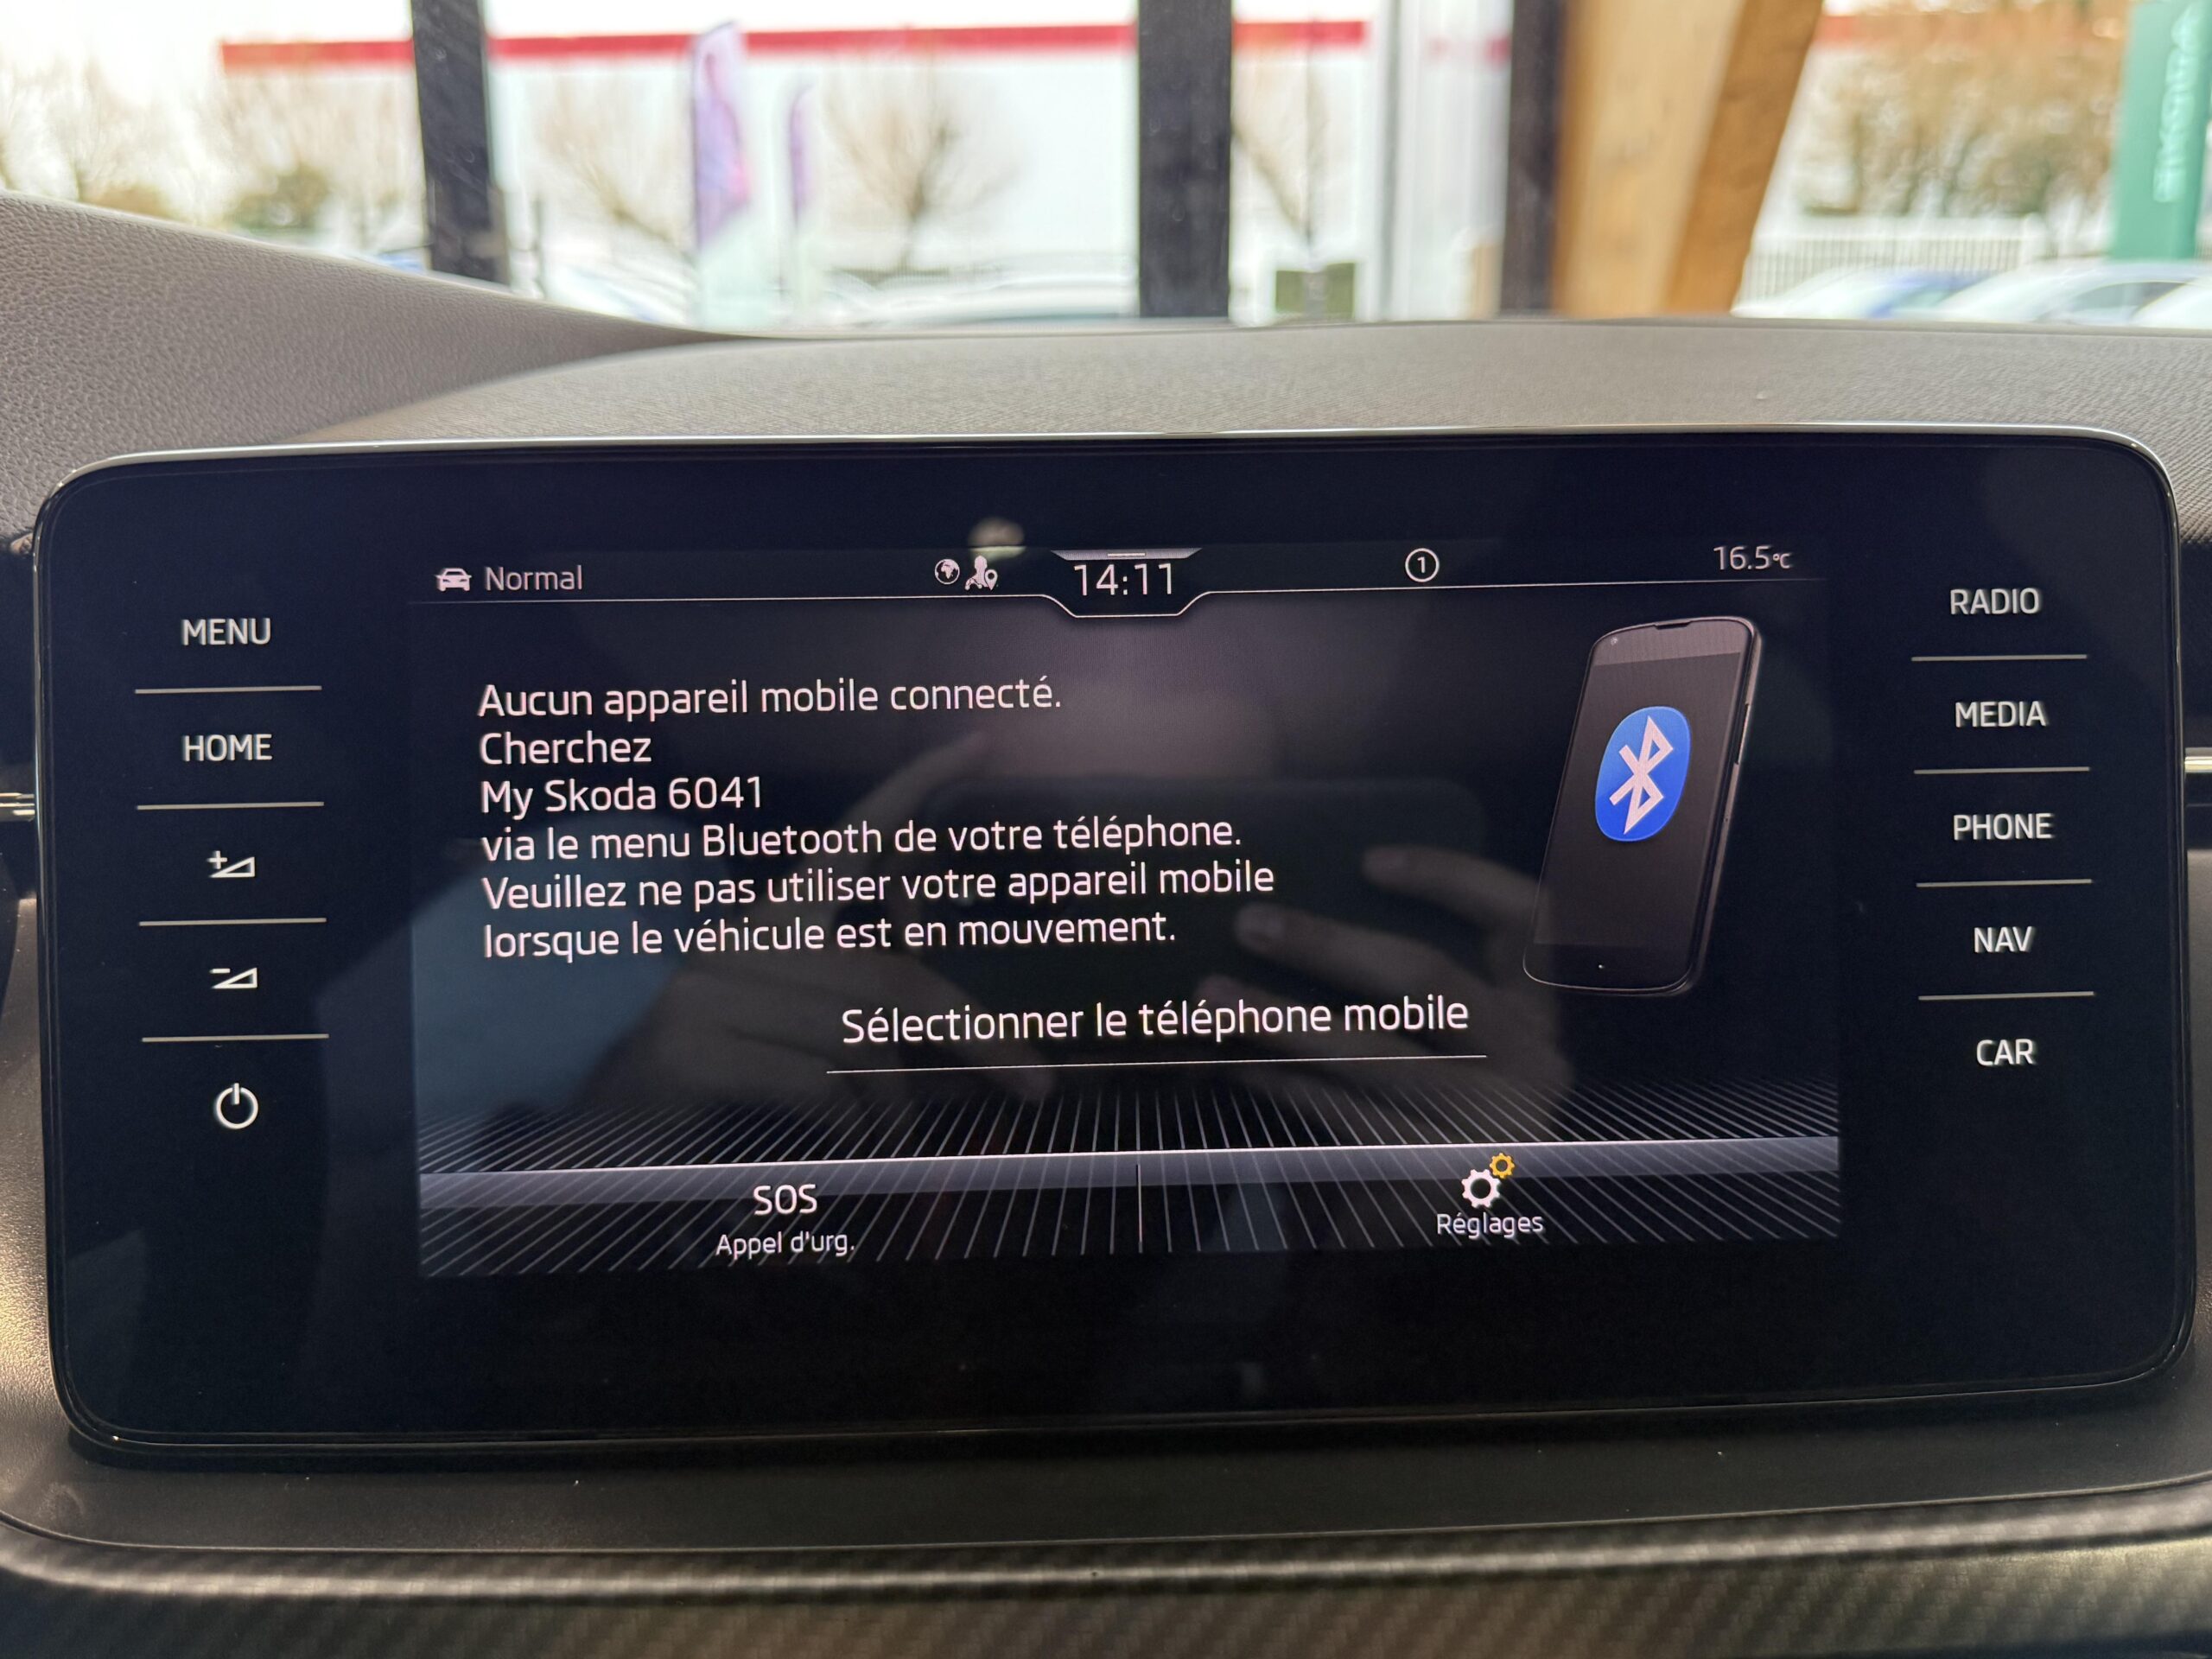 Normal
14:11
1
16.5°C
MENU
HOME
RADIO
MEDIA
PHONE
NAV
CAR
Aucun appareil mobile connecté.
Cherchez
My Skoda 6041
via le menu Bluetooth de votre téléphone.
Veuillez ne pas utiliser votre appareil mobile
lorsque le véhicule est en mouvement.
Sélectionner le téléphone mobile
SOS
Appel d'urg.
Réglages